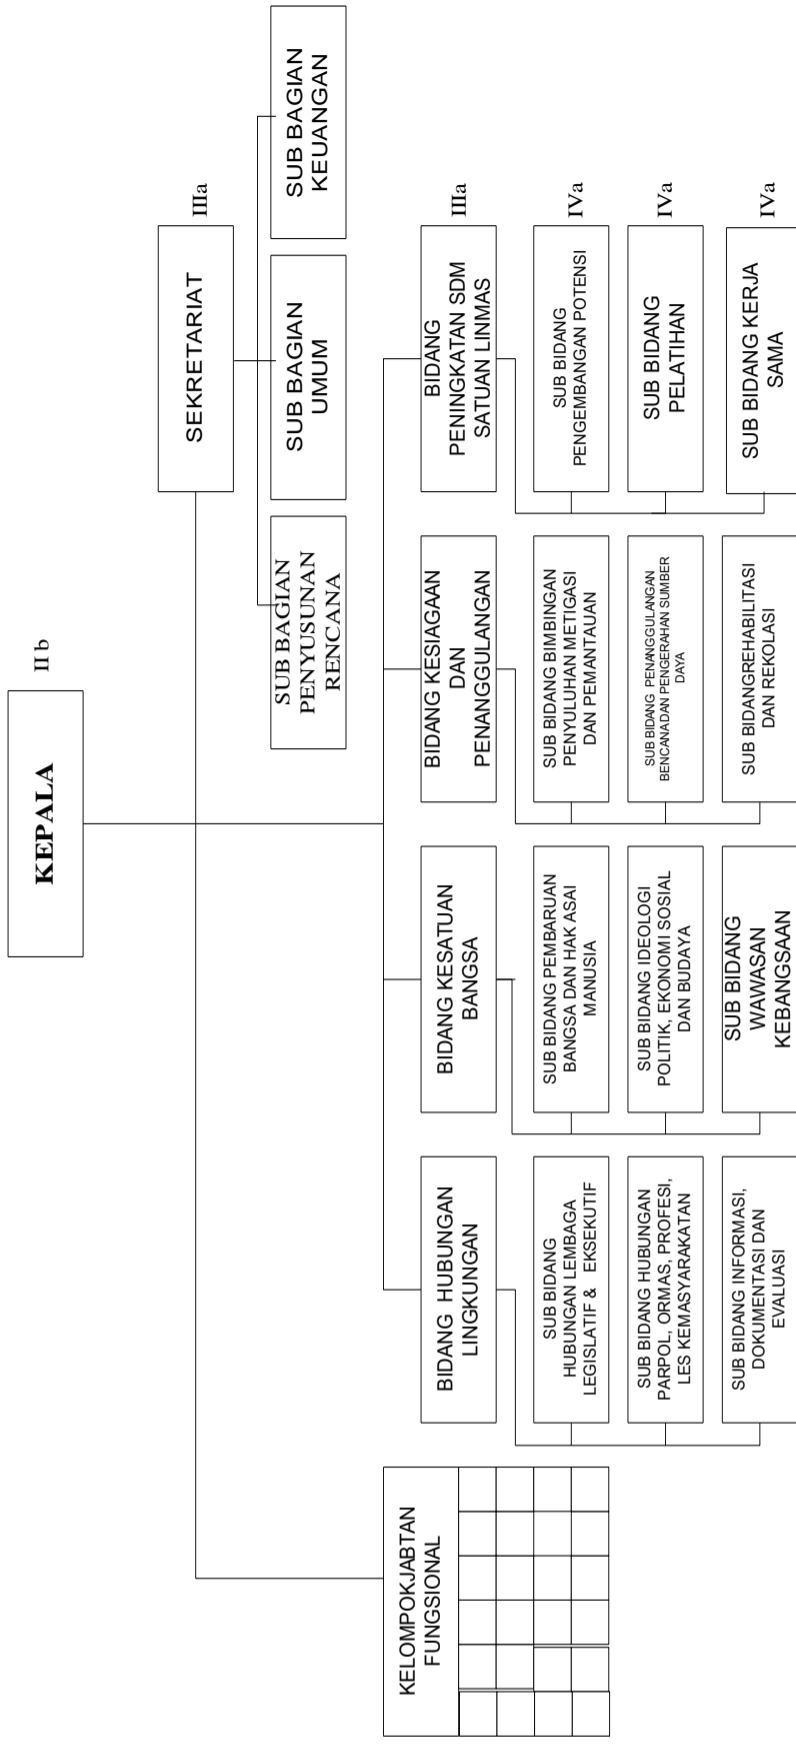 KEPALA
II b
SEKRETARIAT
IIIa
SUB BAGIAN
PENYUSUNAN
RENCANA
SUB BAGIAN
UMUM
SUB BAGIAN
KEUANGAN
KELOMPOKJABTAN
FUNGSIONAL
BIDANG HUBUNGAN
LINGKUNGAN
BIDANG KESATUAN
BANGSA
BIDANG KESIAGAAN
DAN
PENANGGULANGAN
BIDANG
PENINGKATAN SDM
SATUAN LINMAS
IIIa
SUB BIDANG
HUBUNGAN LEMBAGA
LEGISLATIF & EKSEKUTIF
SUB BIDANG PEMBARUAN
BANGSA DAN HAK ASAI
MANUSIA
SUB BIDANG BIMBINGAN
PENYULUHAN METIGASI
DAN PEMANTAUAN
SUB BIDANG
PENGEMBANGAN POTENSI
IVa
SUB BIDANG HUBUNGAN
PARPOL, ORMAS, PROFESI,
LES KEMASYARAKATAN
SUB BIDANG IDEOLOGI
POLITIK, EKONOMI SOSIAL
DAN BUDAYA
SUB BIDANG PENANGGULANGAN
BENCANADAN PENGERAHAN SUMBER
DAYA
SUB BIDANG
PELATIHAN
IVa
SUB BIDANG INFORMASI,
DOKUMENTASI DAN
EVALUASI
SUB BIDANG
WAWASAN
KEBANGSAAN
SUB BIDANGREHABILITASI
DAN REKOLASI
SUB BIDANG KERJA
SAMA
IVa